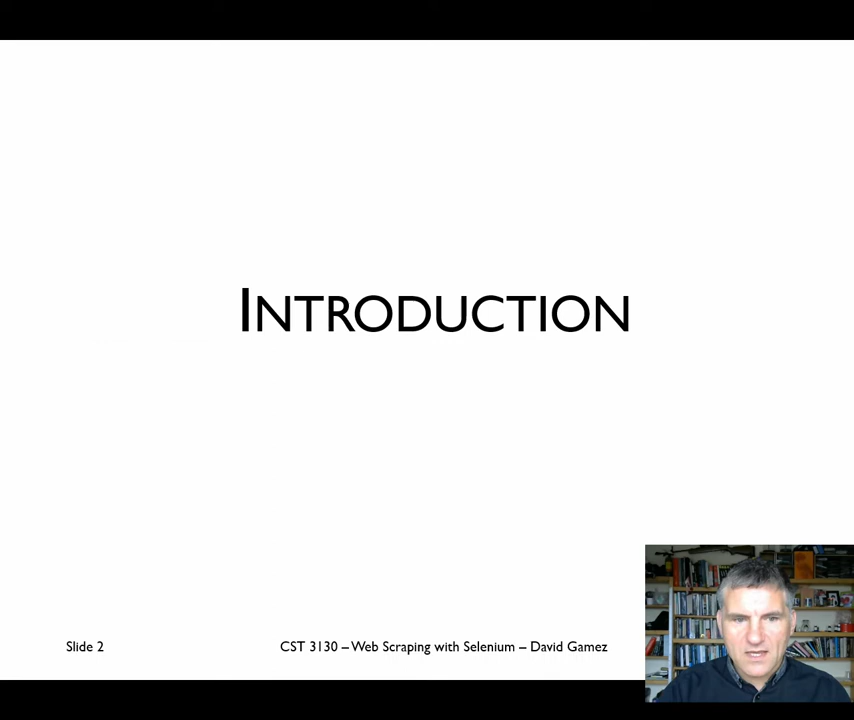 INTRODUCTION
Slide 2
CST 3130 – Web Scraping with Selenium – David Gamez